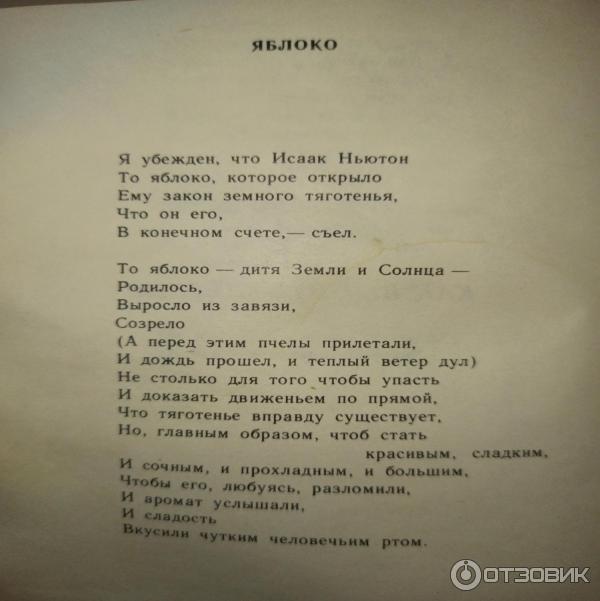 ЯБЛОКО
Я убежден, что Исаак Ньютон
То яблоко, которое открыло
Ему закон земного тяготенья,
Что он его,
В конечном счете,— съел.
То яблоко — дитя Земли и Солнца —
Родилось,
Выросло из завязи,
Созрело
(А перед этим пчелы прилетали,
И дождь прошел, и теплый ветер дул)
Не столько для того чтобы упасть
И доказать движеньем по прямой,
Что тяготенье вправду существует,
Но, главным образом, чтоб стать
красивым, сладким,
И сочным, и прохладным, и большим,
Чтобы его, любуясь, разломили,
И аромат услышали,
И сладость
Вкусили чутким человечьим ртом.
ОТЗОВИК